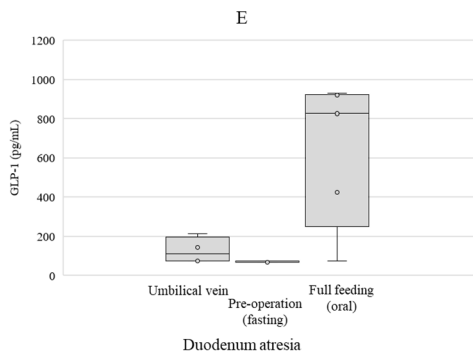 E
1200
1000
800
600
400
200
0
GLP-1 (pg/mL)
Umbilical vein
Pre-operation
(fasting)
Full feeding
(oral)
Duodenum atresia